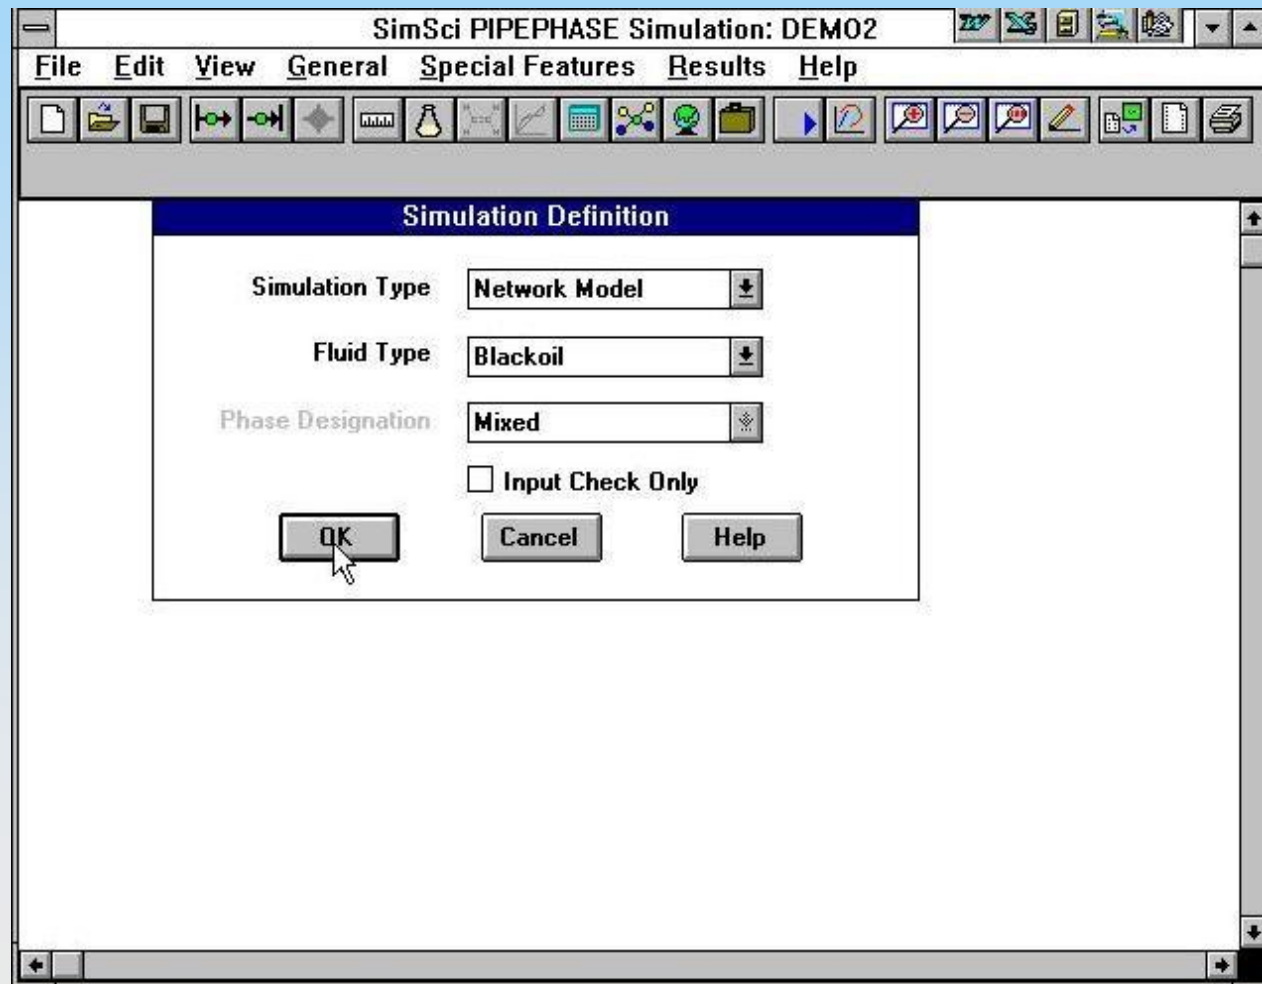 SimSci PIPEPHASE Simulation: DEMO2
File Edit View General Special Features Results Help
Simulation Definition
Simulation Type Network Model
Fluid Type Blackoil
Phase Designation Mixed
Input Check Only
OK Cancel Help